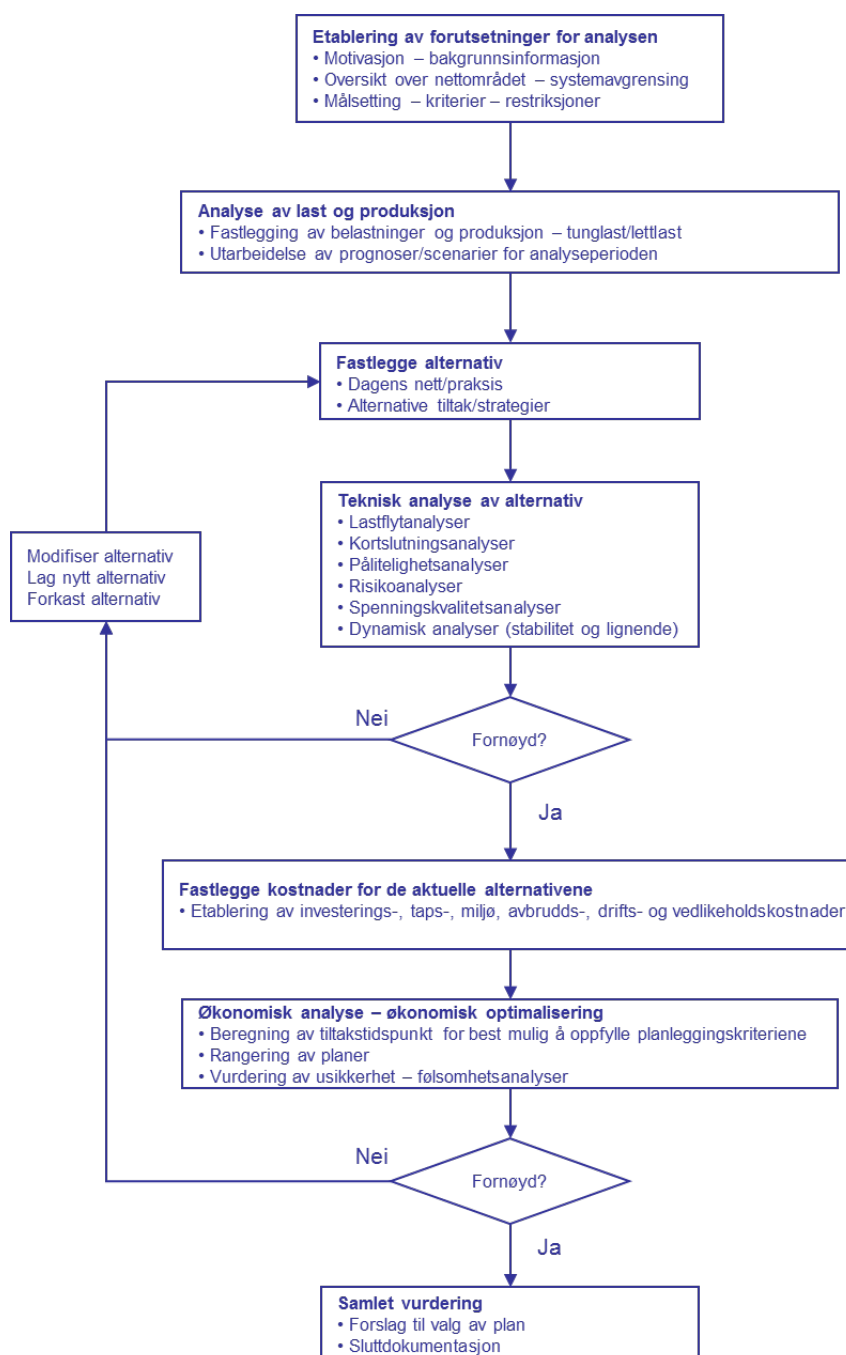 Etablering av forutsetninger for analysen
• Motivasjon – bakgrunnsinformasjon
• Oversikt over nettområdet – systemavgrensing
• Målsetting – kriterier – restriksjoner
Analyse av last og produksjon
• Fastlegging av belastninger og produksjon – tunglast/lettlast
• Utarbeidelse av prognoser/scenarier for analyseperioden
Fastlegge alternativ
• Dagens nett/praksis
• Alternative tiltak/strategier
Teknisk analyse av alternativ
• Lastflytanalyser
• Kortslutningsanalyser
• Pålitelighetsanalyser
• Risikoanalyser
• Spenningskvalitetsanalyser
• Dynamisk analyser (stabilitet og lignende)
Modifiser alternativ
Lag nytt alternativ
Forkast alternativ
Nei
Fornøyd?
Ja
Fastlegge kostnader for de aktuelle alternativene
• Etablering av investerings-, taps-, miljø, avbrudds-, drifts- og vedlikeholdskostnader
Økonomisk analyse – økonomisk optimalisering
• Beregning av tiltakstidspunkt for best mulig å oppfylle planleggingskriteriene
• Rangering av planer
• Vurdering av usikkerhet – følsomhetsanalyser
Nei
Fornøyd?
Ja
Samlet vurdering
• Forslag til valg av plan
• Sluttdokumentasjon